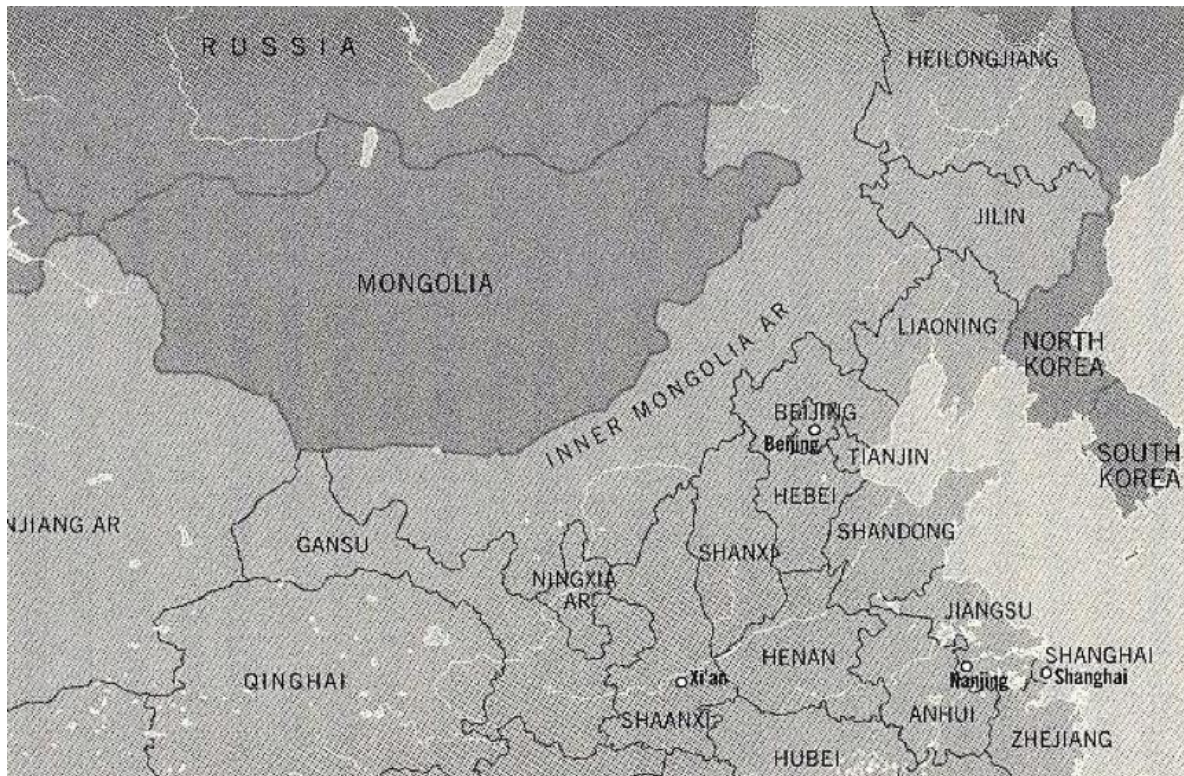 RUSSIA
HEILONGJIANG
JILIN
MONGOLIA
INNER MONGOLIA AR
LIAONING
NORTH
KOREA
BEIJING
Beijing
TIANJIN
SOUTH
KOREA
HEBEI
NJIANG AR
GANSU
SHANXI
SHANDONG
NINGXIA
AR
JIANGSU
QINGHAI
Xi'an
HENAN
Nanjing
SHANGHAI
Shanghai
SHAANXI
ANHUI
ZHEJIANG
HUBEI